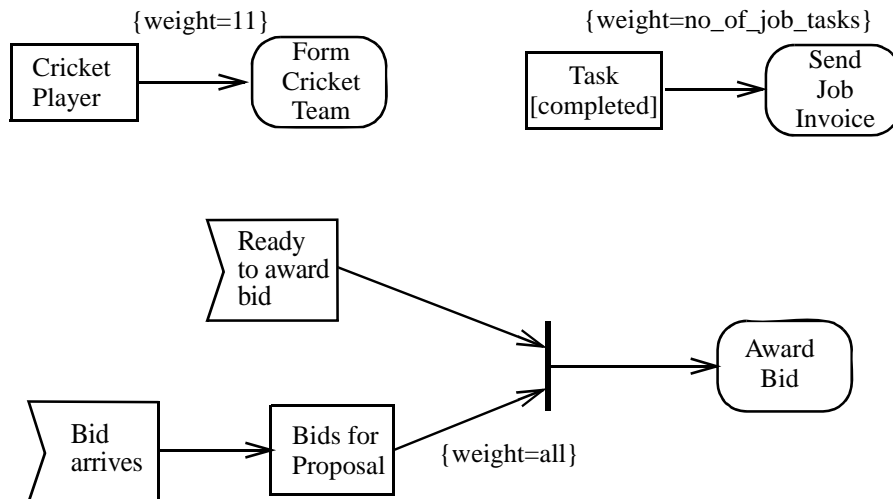 {weight=11}
Cricket
Player
Form
Cricket
Team
{weight=no_of_job_tasks}
Task
[completed]
Send
Job
Invoice
Ready
to award
bid
Award
Bid
Bid
arrives
Bids for
Proposal
{weight=all}